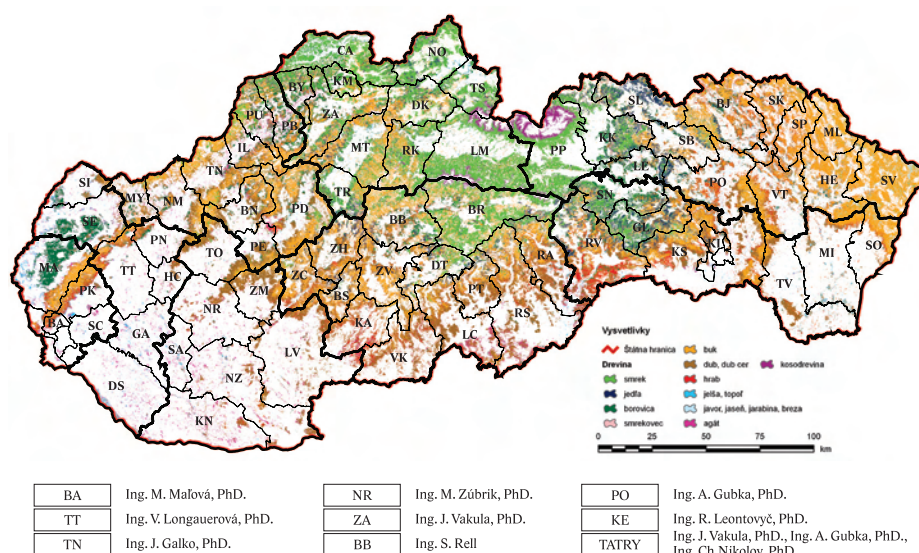 CA
NO
BY
KM
TS
PU
PB
ZA
DK
SL
BJ
SK
SP
ML
IL
MT
RK
LM
PP
KK
SB
LE
TN
TR
PO
HE
SV
SI
MY
NM
BN
PD
BB
BR
SN
VT
SE
PN
TO
PE
ZH
GL
RV
KS
KE
SO
MA
TT
HC
ZC
ZV
DT
RA
MI
PK
NR
ZM
BS
PT
TV
BA
SC
GA
SA
KA
LC
RS
DS
NZ
LV
VK
KN
Vysvetlivky
Štátna hranica
Drevina
smrek
jedľa
borovica
smrekovec
buk
dub, dub cer
hrab
jelša, topoľ
javor, jaseň, jarabina, breza
agát
kosodrevina
0 25 50 75 100
km
BA Ing. M. Maľová, PhD.
TT Ing. V. Longauerová, PhD.
TN Ing. J. Galko, PhD.
NR Ing. M. Zúbrik, PhD.
ZA Ing. J. Vakula, PhD.
BB Ing. S. Rell
PO Ing. A. Gubka, PhD.
KE Ing. R. Leontovyč, PhD.
TATRY Ing. J. Vakula, PhD., Ing. A. Gubka, PhD.,
Ing. Ch. Nikolov, PhD.